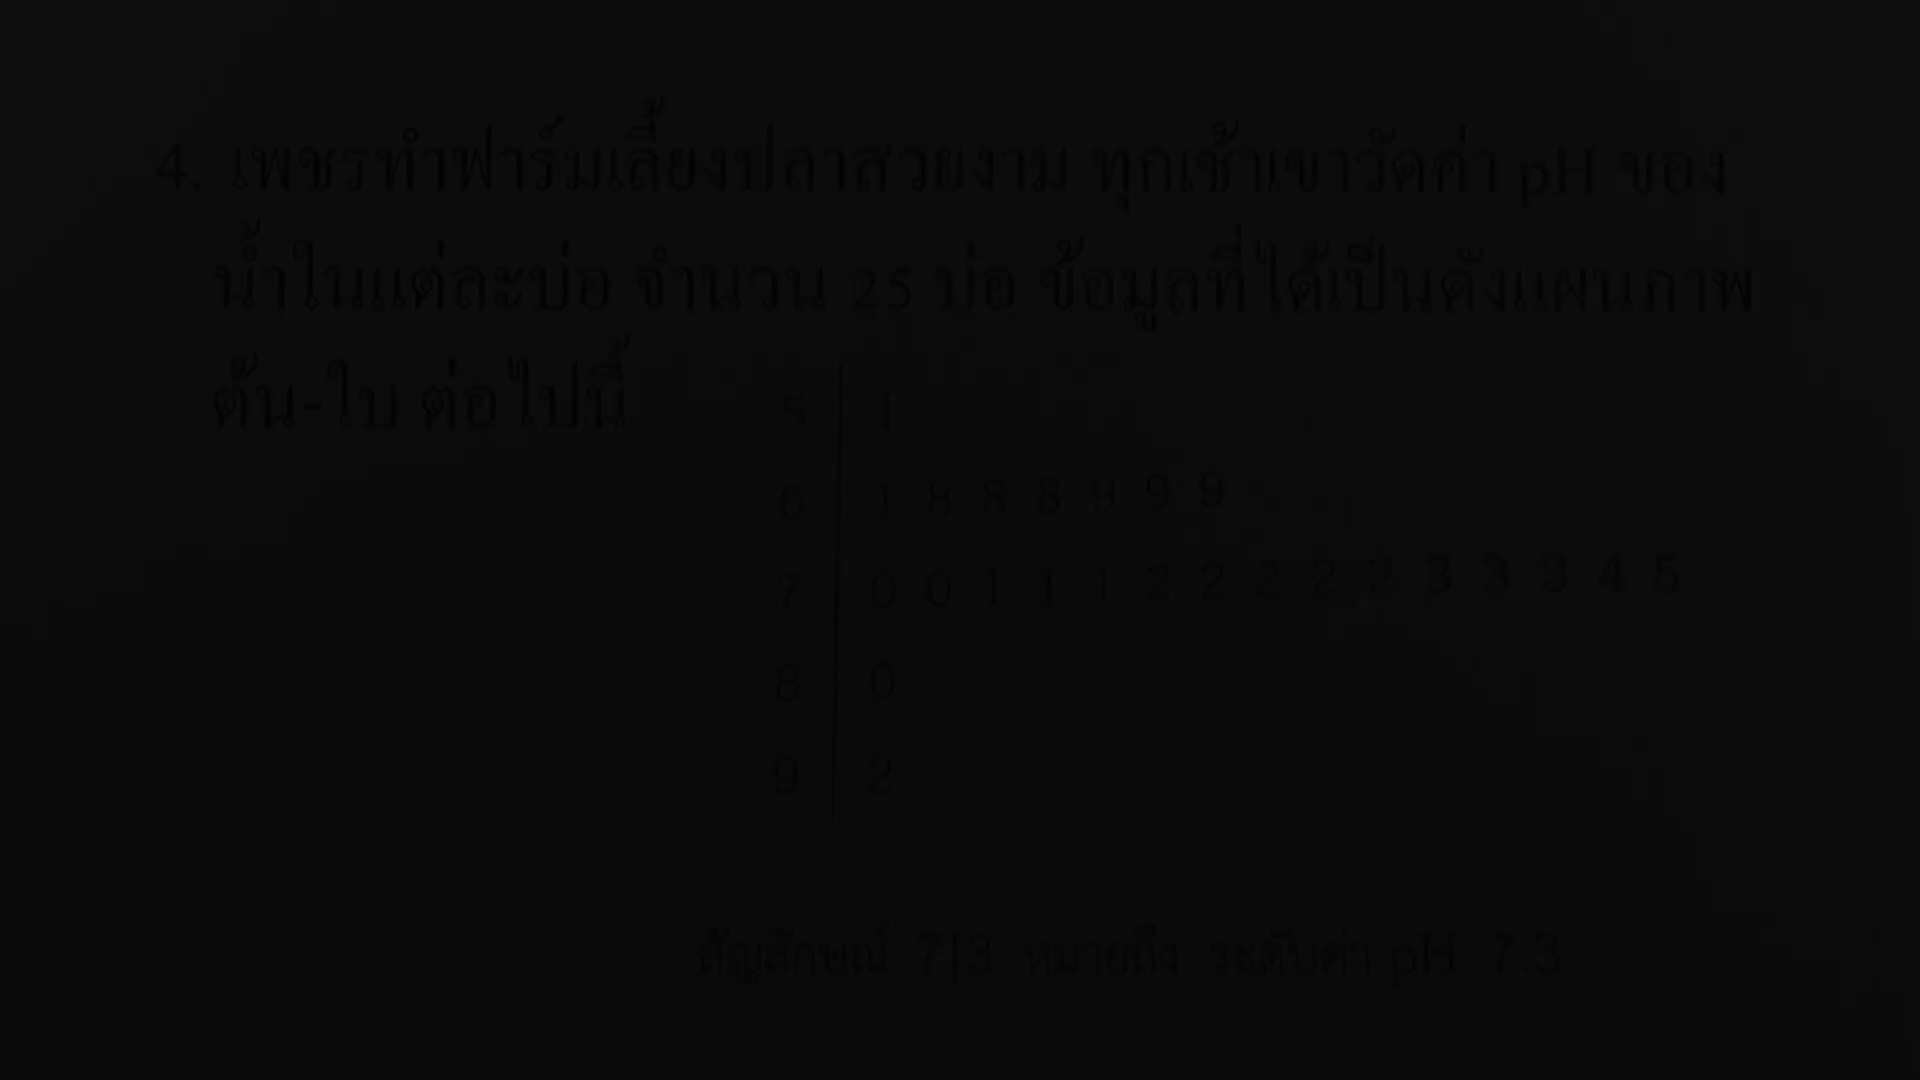 4. เพชรทำฟาร์มเลี้ยงปลาสวยงาม ทุกเช้าเขาวัดค่า pH ของ
น้ำในแต่ละบ่อ จำนวน 25 บ่อ ข้อมูลที่ได้เป็นดังแผนภาพ
ต้น-ใบ ต่อไปนี้
5 | 1
6 | 1 8 8 8 9 9 9
7 | 0 0 1 1 1 2 2 2 2 2 3 3 3 4 5
8 | 0
9 | 2
สัญลักษณ์ 7|3 หมายถึง ระดับค่า pH 7.3